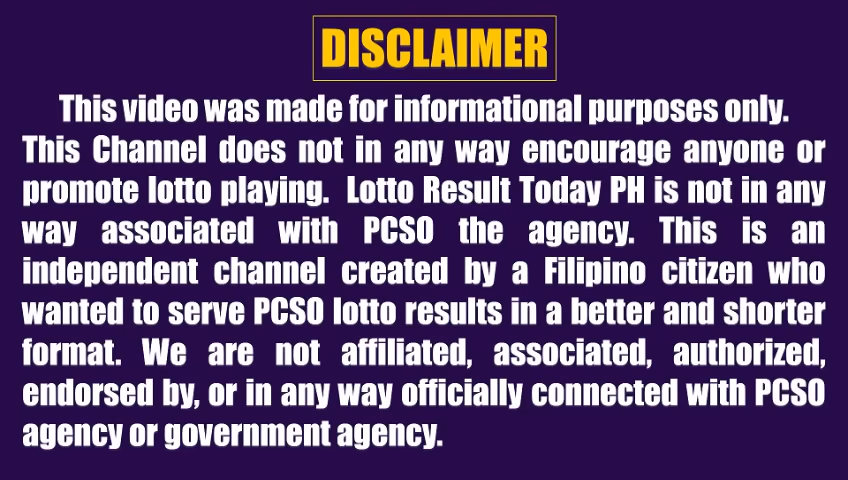 DISCLAIMER
This video was made for informational purposes only.
This Channel does not in any way encourage anyone or
promote lotto playing. Lotto Result Today PH is not in any
way associated with PCSO the agency. This is an
independent channel created by a Filipino citizen who
wanted to serve PCSO lotto results in a better and shorter
format. We are not affiliated, associated, authorized,
endorsed by, or in any way officially connected with PCSO
agency or government agency.